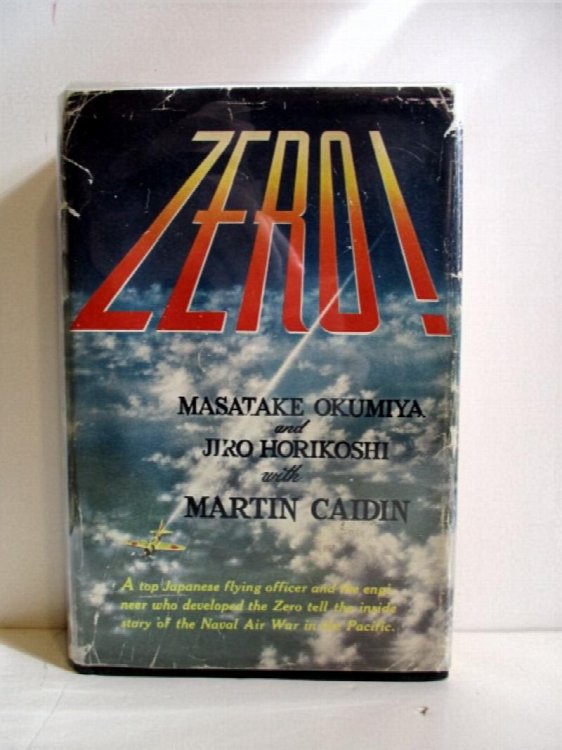 ZERO!
MASATAKE OKUMIYA
and
JIRO HORIKOSHI
with
MARTIN CAIDIN
A top Japanese flying officer and the engi-
neer who developed the Zero tell the inside
story of the Naval Air War in the Pacific.